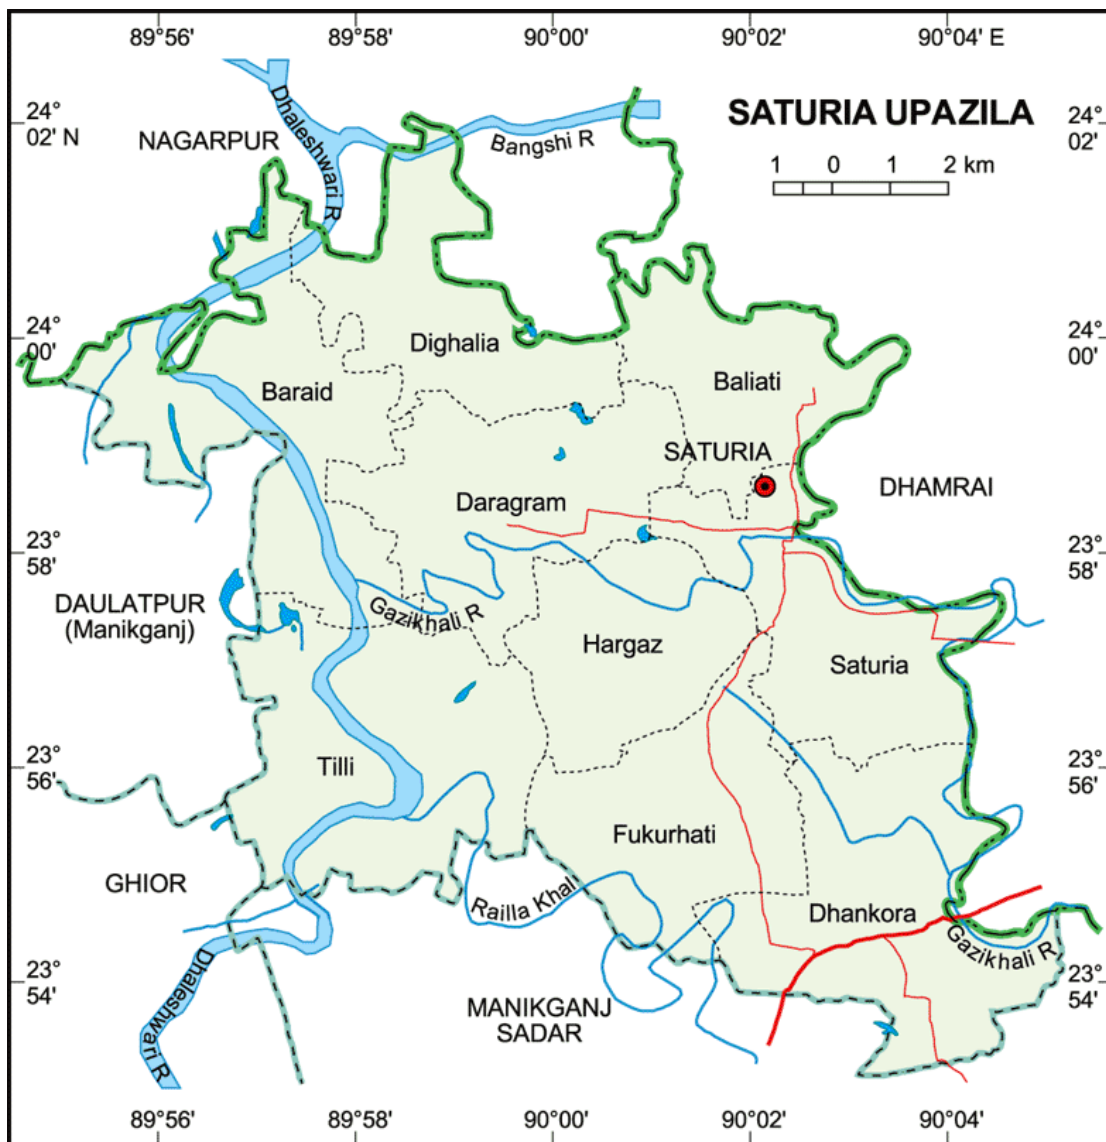 89°56'
89°58'
90°00'
90°02'
90°04' E
24°
02' N
NAGARPUR
Dhaleshwari R
Bangshi R
SATURIA UPAZILA
24°
02'
1 0 1 2 km
24°
00'
Dighalia
Baraid
Baliati
24°
00'
SATURIA
DHAMRAI
Daragram
23°
58'
23°
58'
DAULATPUR
(Manikganj)
Gazikhali R
Hargaz
Saturia
23°
56'
Tilli
23°
56'
Fukurhati
GHIOR
Railla Khal
Dhankora
Gazikhali R
23°
54'
Dhaleshwari R
MANIKGANJ
SADAR
23°
54'
89°56'
89°58'
90°00'
90°02'
90°04'